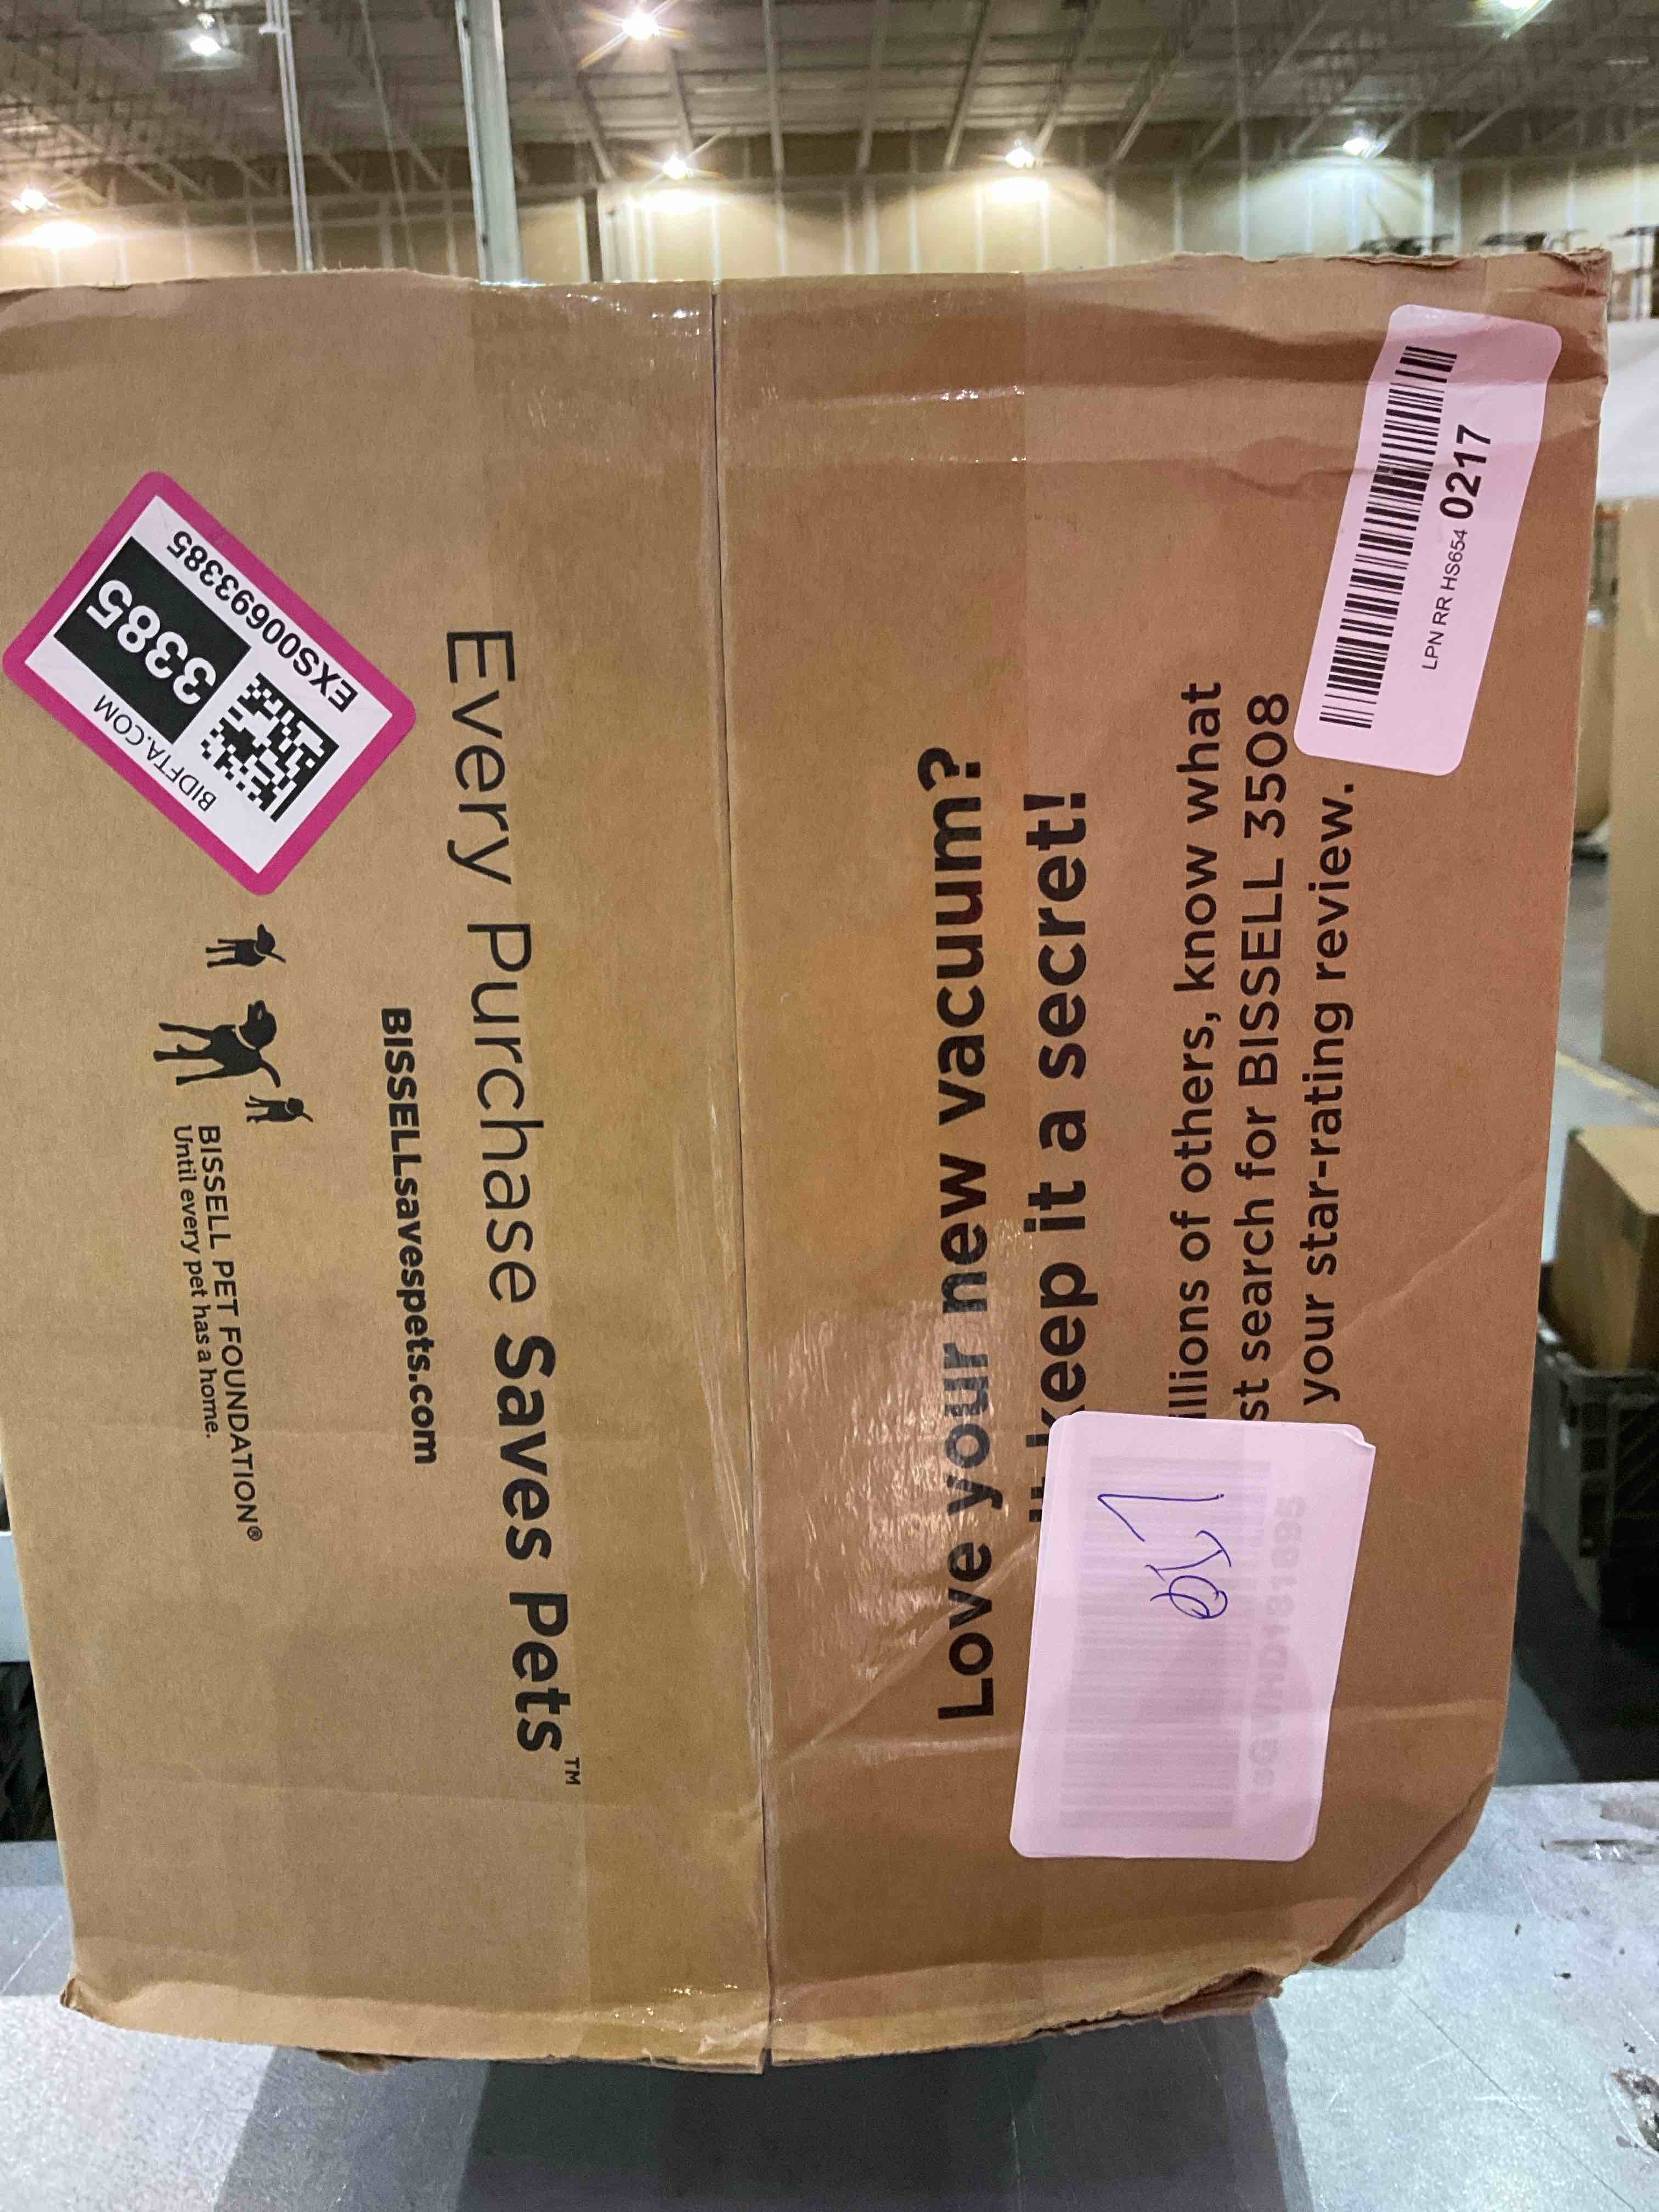 BIDFTA.COM
3385
EXS006933385
BISSELL PET FOUNDATION®
Until every pet has a home.
BISSELLsavespets.com
Every Purchase Saves Pets™
Love your new vacuum?
keep it a secret!
illions of others, know what
st search for BISSELL 3508
your star-rating review.
LPN RR HS654 0217